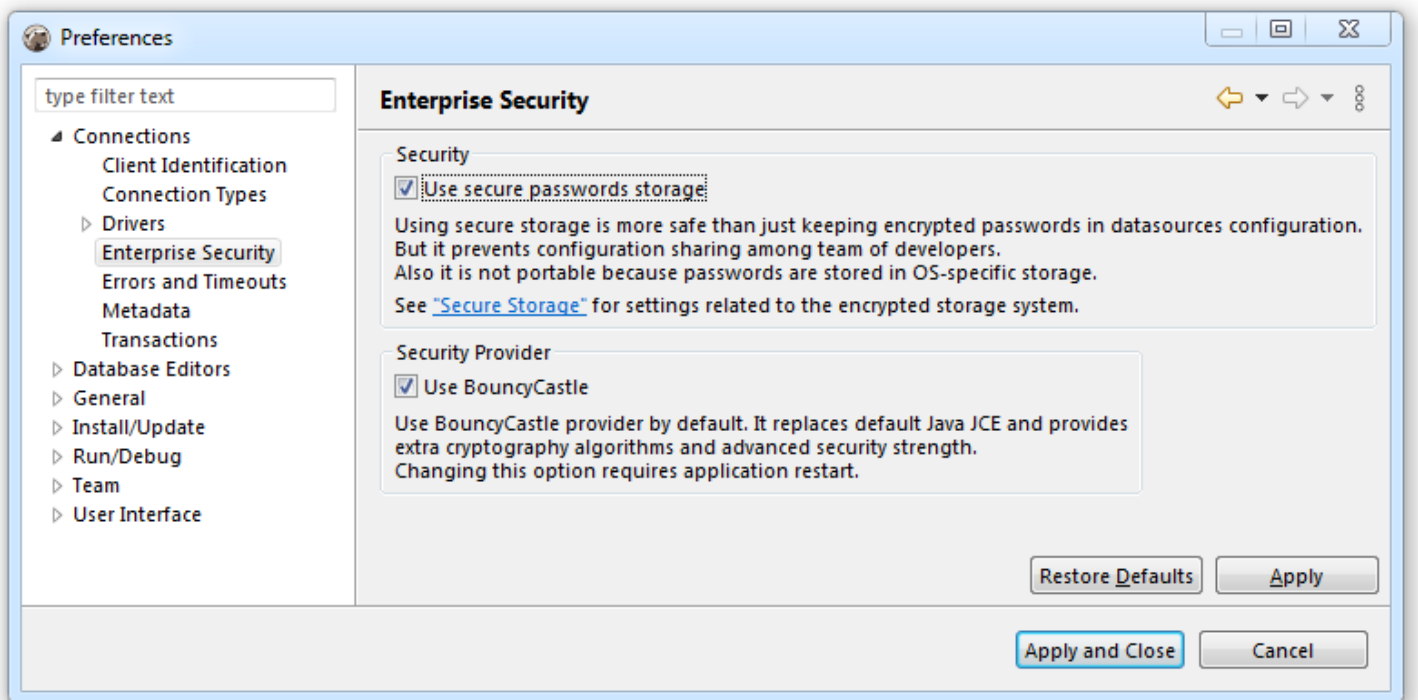 Preferences
type filter text
Connections
Client Identification
Connection Types
Drivers
Enterprise Security
Errors and Timeouts
Metadata
Transactions
Database Editors
General
Install/Update
Run/Debug
Team
User Interface
Enterprise Security
Security
Use secure passwords storage
Using secure storage is more safe than just keeping encrypted passwords in datasources configuration.
But it prevents configuration sharing among team of developers.
Also it is not portable because passwords are stored in OS-specific storage.
See "Secure Storage" for settings related to the encrypted storage system.
Security Provider
Use BouncyCastle
Use BouncyCastle provider by default. It replaces default Java JCE and provides
extra cryptography algorithms and advanced security strength.
Changing this option requires application restart.
Restore Defaults
Apply
Apply and Close
Cancel